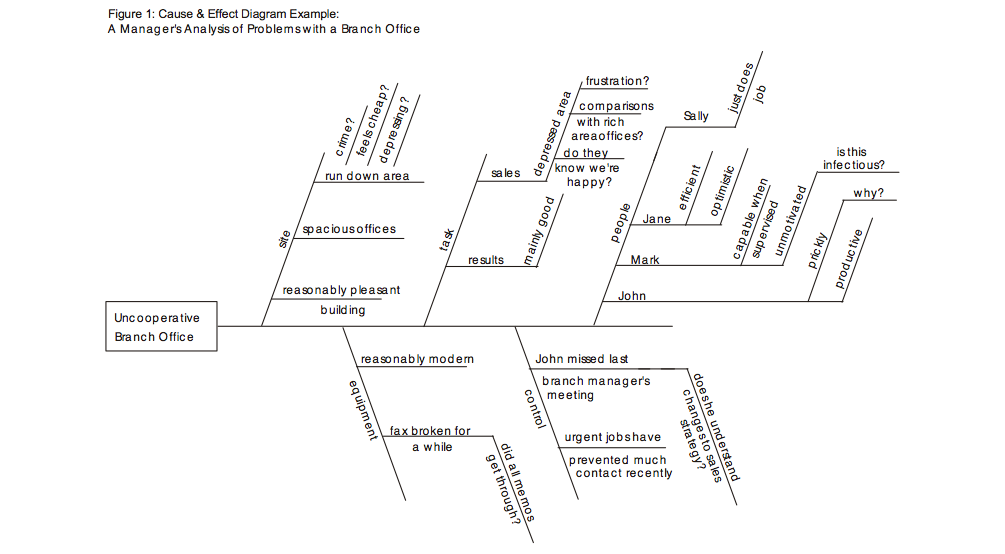 Figure 1: Cause & Effect Diagram Example:
A Manager's Analysis of Problems with a Branch Office
Uncooperative
Branch Office
site
run down area
crime?
feels cheap?
depressing?
spacious offices
reasonably pleasant
building
task
sales
depressed area
frustration?
comparisons
with rich
area offices?
do they
know we're
happy?
results
mainly good
people
Sally
just does
job
Jane
efficient
optimistic
Mark
capable when
supervised
unmotivated
is this
infectious?
John
prickly
why?
productive
equipment
reasonably modern
fax broken for
a while
did all memos
get through?
control
John missed last
branch manager's
meeting
does he understand
changes to sales
strategy?
urgent jobs have
prevented much
contact recently